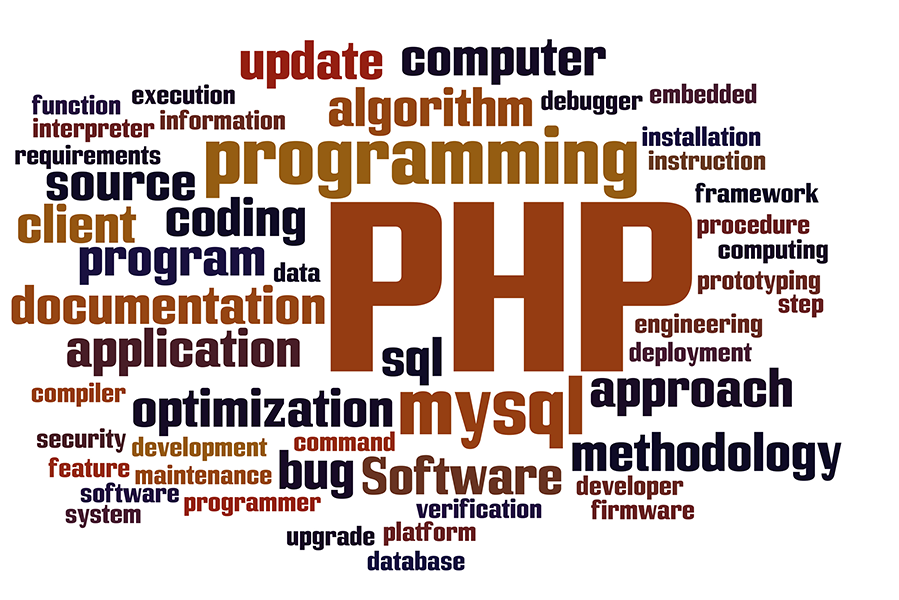 update computer
function execution algorithm debugger embedded
interpreter information
requirements programming installation
instruction
source framework
client coding PHP procedure
program data computing
prototyping
documentation step
engineering
application sql deployment
compiler optimization mysql approach
security development command
feature maintenance bug Software methodology
software programmer developer
system verification firmware
upgrade platform
database